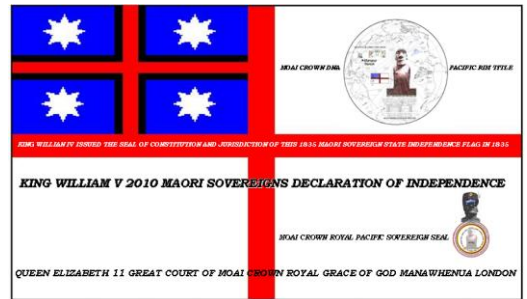 MOAI CROWN DNA
PACIFIC RIM TITLE
KING WILLIAN IV ISSUED THE SEAL OF CONSTITUTION AND JURISDICTION OF THIS 1835 MAORI SOVEREIGN STATE INDEPENDENCE FLAG IN 1835
KING WILLIAM V 2010 MAORI SOVEREIGNS DECLARATION OF INDEPENDENCE
MOAI CROWN ROYAL PACIFIC SOVEREIGN SEAL
QUEEN ELIZABETH 11 GREAT COURT OF MOAI CROWN ROYAL GRACE OF GOD MANAWHENUA LONDON